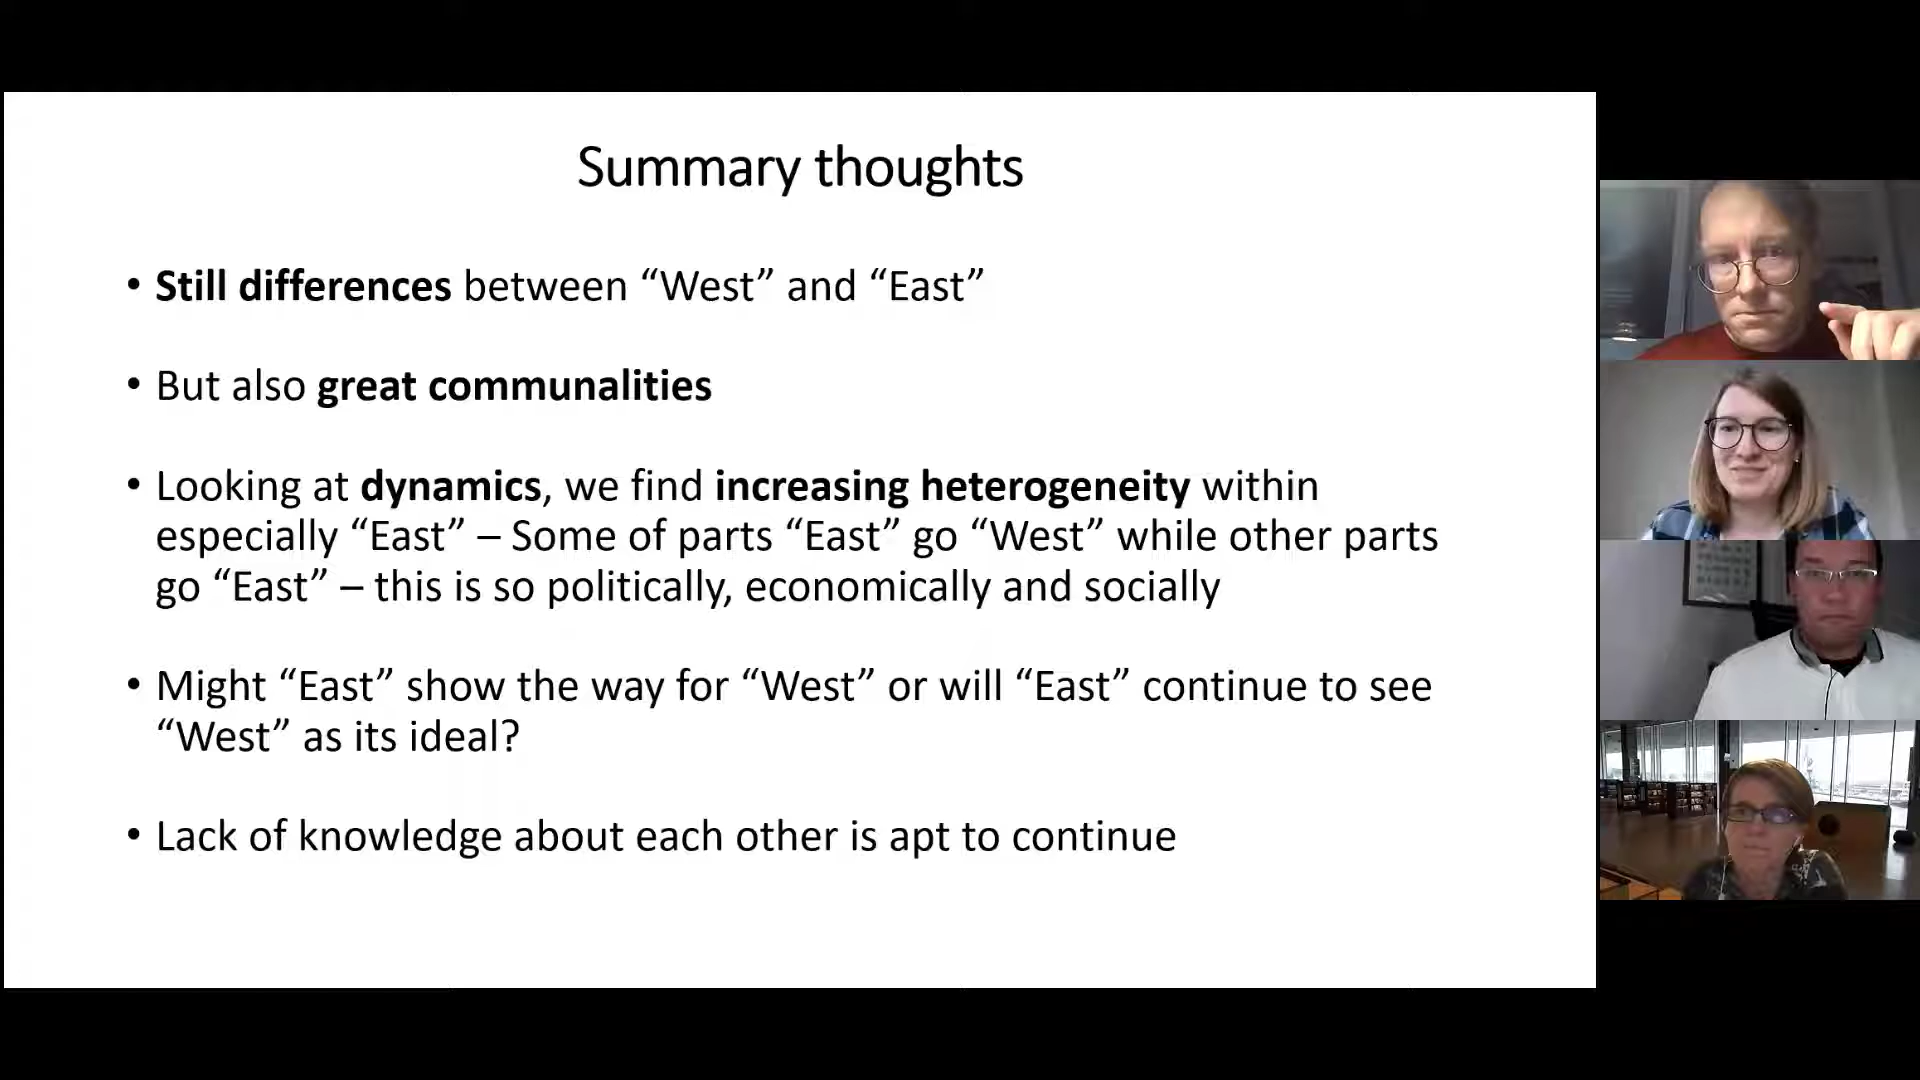 Summary thoughts
• Still differences between “West” and “East”
• But also great communalities
• Looking at dynamics, we find increasing heterogeneity within
especially “East” – Some of parts “East” go “West” while other parts
go “East” – this is so politically, economically and socially
• Might “East” show the way for “West” or will “East” continue to see
“West” as its ideal?
• Lack of knowledge about each other is apt to continue